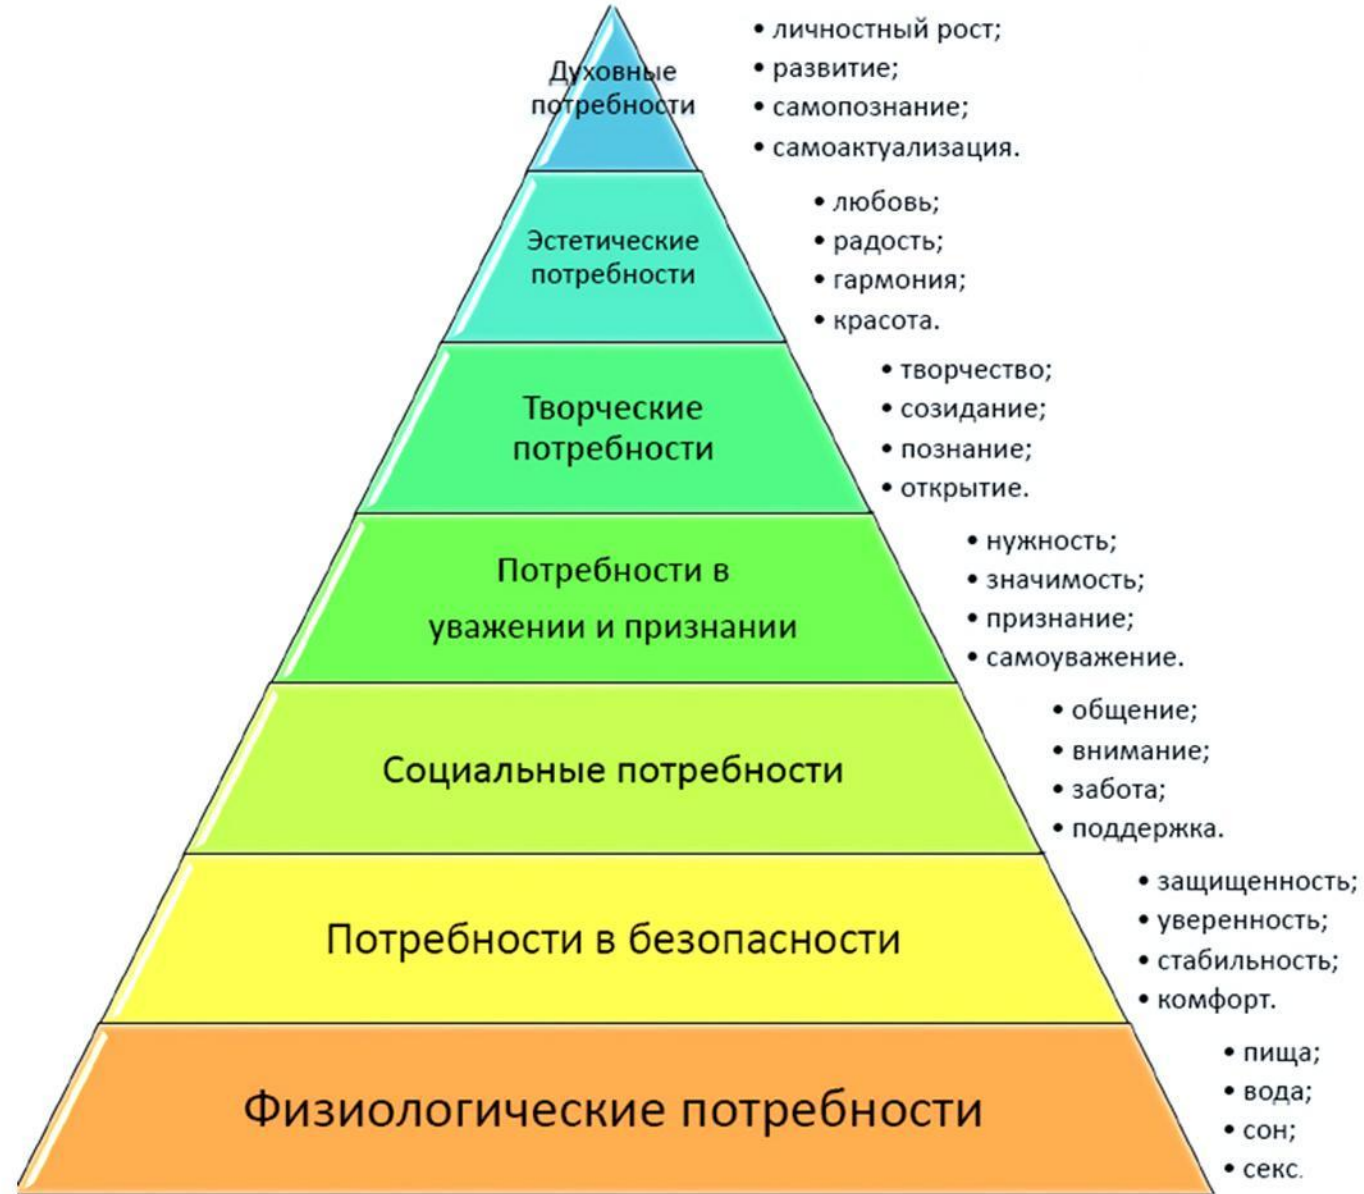 Духовные
потребности
• личностный рост;
• развитие;
• самопознание;
• самоактуализация.
Эстетические
потребности
• любовь;
• радость;
• гармония;
• красота.
Творческие
потребности
• творчество;
• созидание;
• познание;
• открытие.
Потребности в
уважении и признании
• нужность;
• значимость;
• признание;
• самоуважение.
Социальные потребности
• общение;
• внимание;
• забота;
• поддержка.
Потребности в безопасности
• защищенность;
• уверенность;
• стабильность;
• комфорт.
Физиологические потребности
• пища;
• вода;
• сон;
• секс.